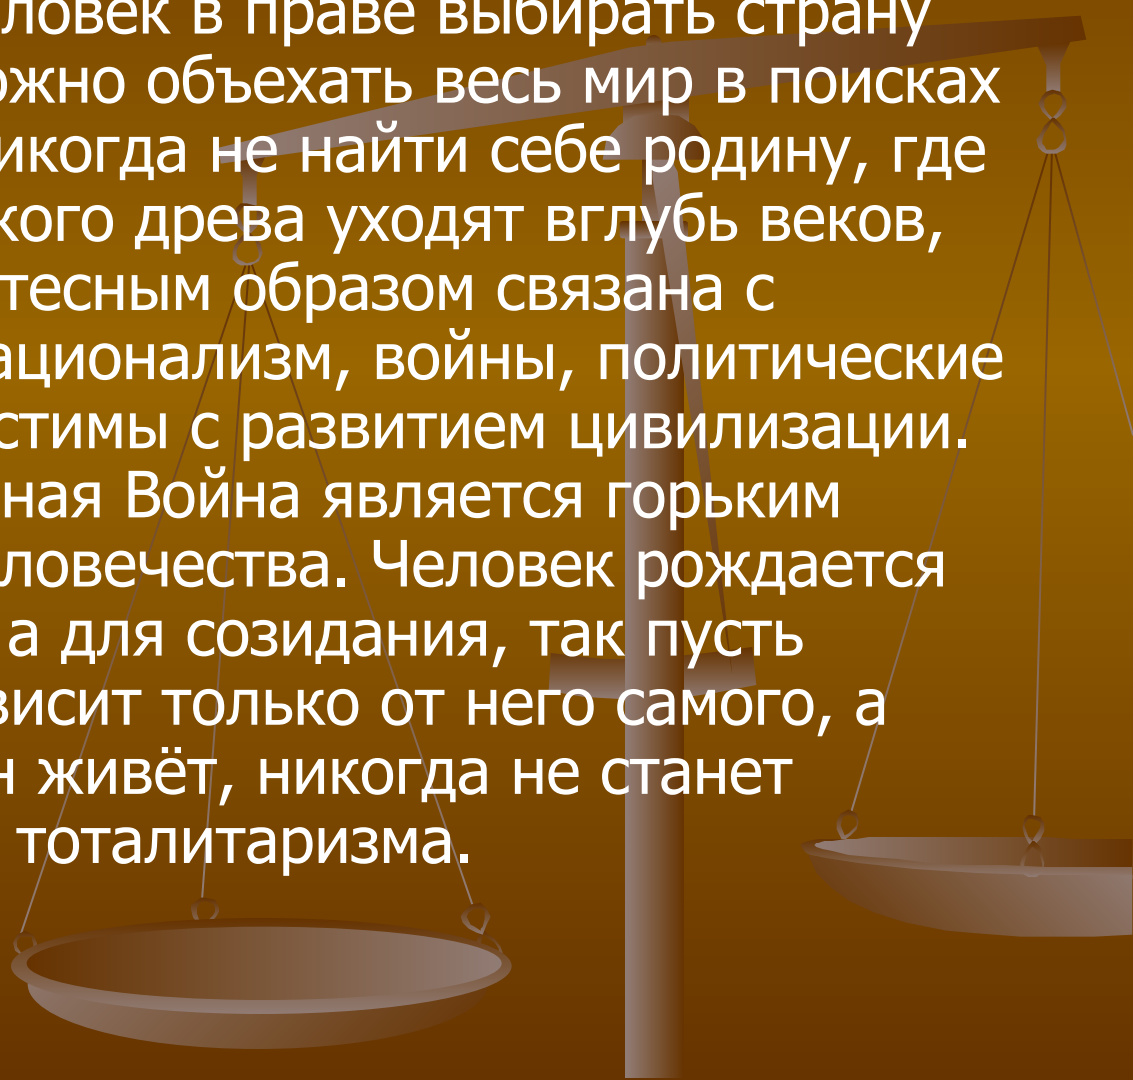 ловек в праве выбирать страну
ожно объехать весь мир в поисках
икогда не найти себе родину, где
кого древа уходят вглубь веков,
тесным образом связана с
ационализм, войны, политические
стимы с развитием цивилизации.
ная Война является горьким
ловечества. Человек рождается
а для созидания, так пусть
висит только от него самого, а
н живёт, никогда не станет
тоталитаризма.